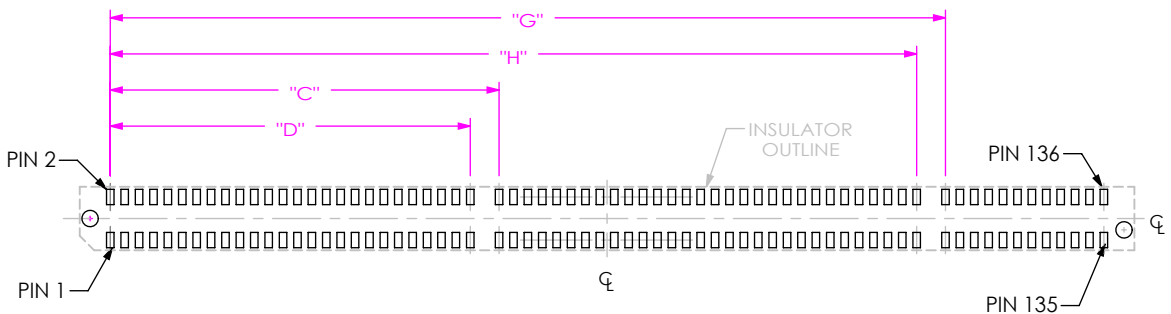 "G"
"H"
"C"
"D"
INSULATOR
OUTLINE
PIN 2
PIN 136
℄
PIN 1
℄
PIN 135